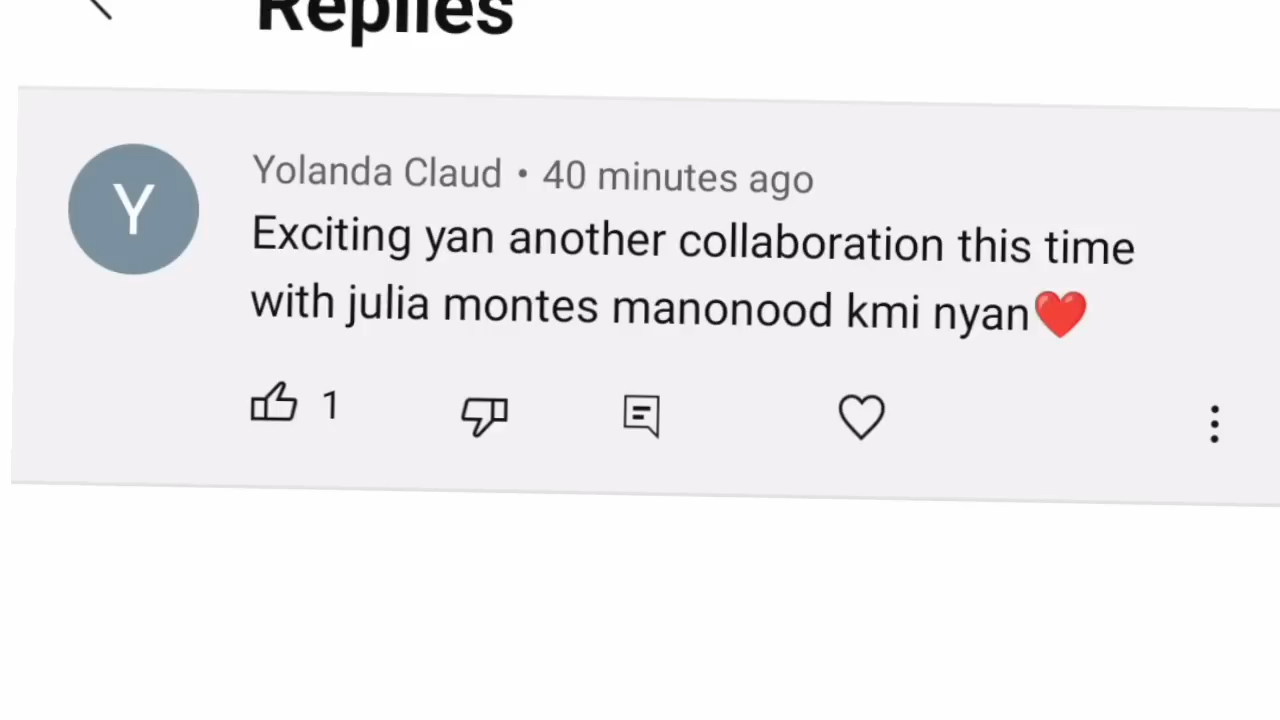 Replies
Y
Yolanda Claud • 40 minutes ago
Exciting yan another collaboration this time
with julia montes manonood kmi nyan❤️
1